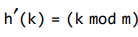 h′(k) = (k mod m)